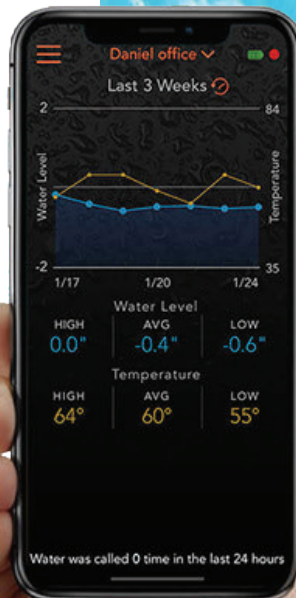 Daniel office
Last 3 Weeks
2 84
Water Level Temperature
-2 35
1/17 1/20 1/24
Water Level
HIGH AVG LOW
0.0" -0.4" -0.6"
Temperature
HIGH AVG LOW
64° 60° 55°
Water was called 0 time in the last 24 hours